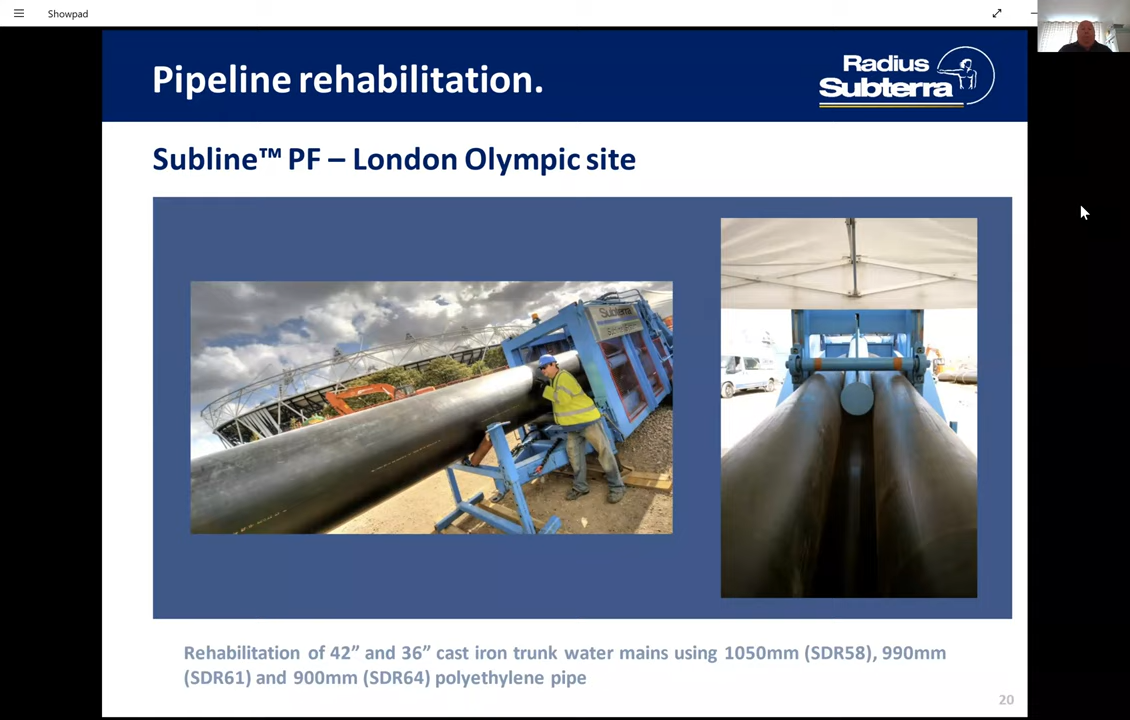 Showpad
Pipeline rehabilitation.
Radius
Subterra
Subline™ PF – London Olympic site
Subterra
Rehabilitation of 42” and 36” cast iron trunk water mains using 1050mm (SDR58), 990mm
(SDR61) and 900mm (SDR64) polyethylene pipe
20